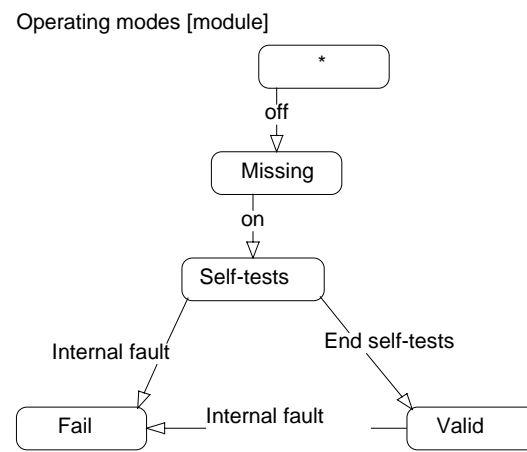 Operating modes [module]
*
off
Missing
on
Self-tests
Internal fault
End self-tests
Fail
Internal fault
Valid